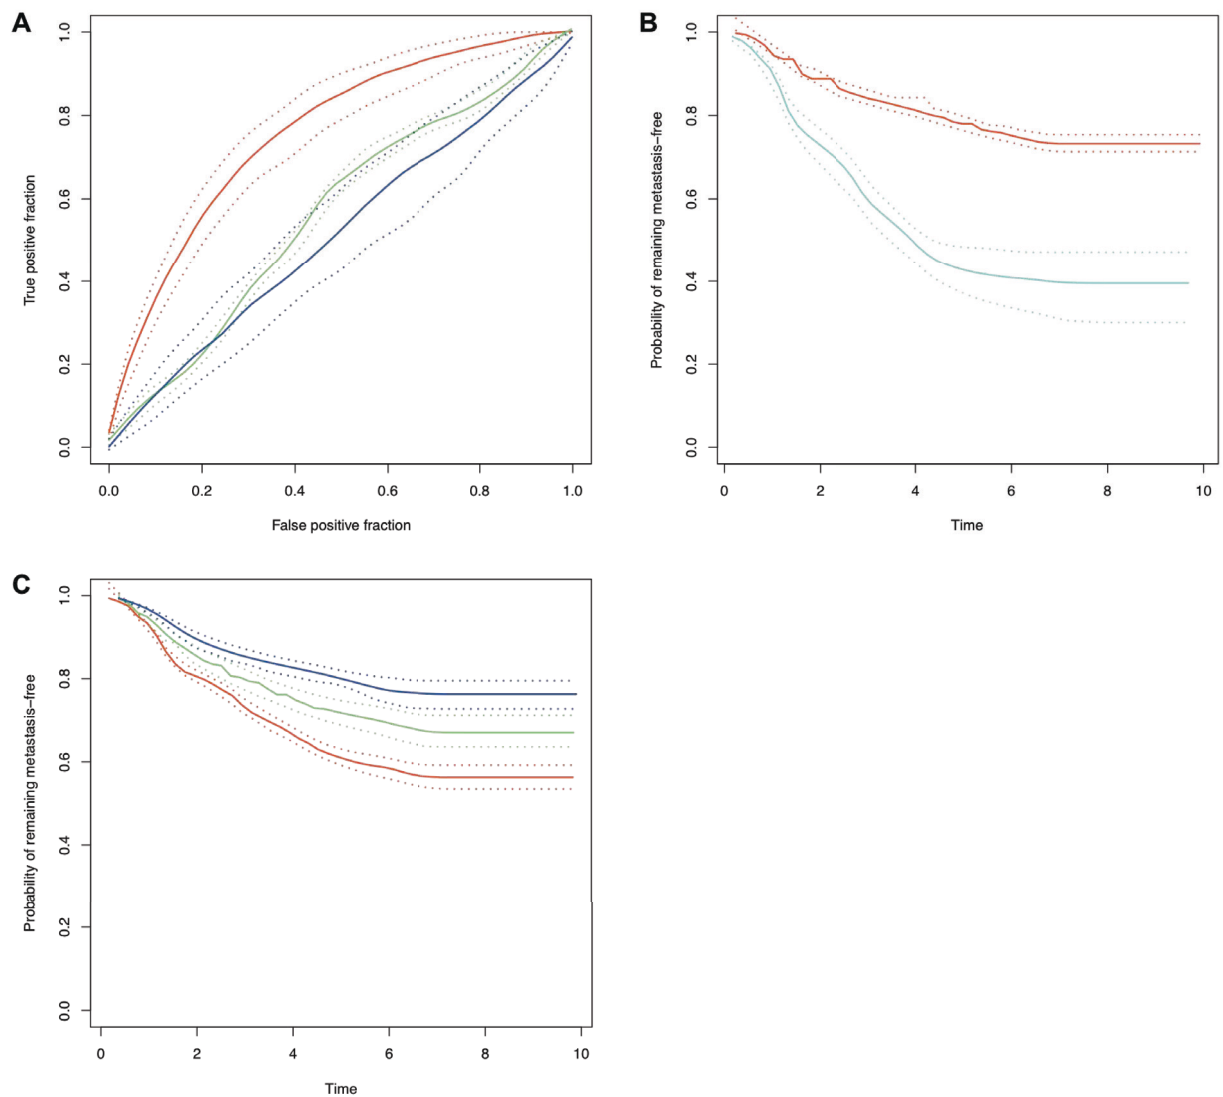 A
True positive fraction
1.0
0.8
0.6
0.4
0.2
0.0
0.0 0.2 0.4 0.6 0.8 1.0
False positive fraction
B
Probability of remaining metastasis–free
1.0
0.8
0.6
0.4
0.2
0.0
0 2 4 6 8 10
Time
C
Probability of remaining metastasis–free
1.0
0.8
0.6
0.4
0.2
0.0
0 2 4 6 8 10
Time